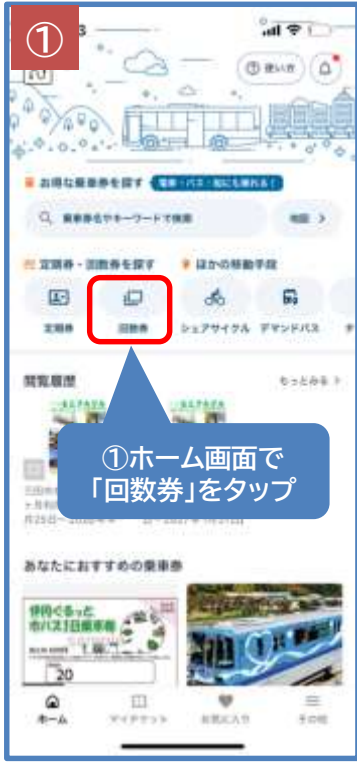 ①
使い方
お得な乗車券を探す 電車・バス・船にも乗れる!
乗車券名やキーワードで検索
地図 >
定期券・回数券を探す
ほかの移動手段
定期券
回数券
シェアサイクル
デマンドバス
閲覧履歴
もっとみる >
①ホーム画面で
「回数券」をタップ
あなたにおすすめの乗車券
伊丹ぐるっと
市バス1日乗車券
20
ホーム
マイチケット
お気に入り
その他